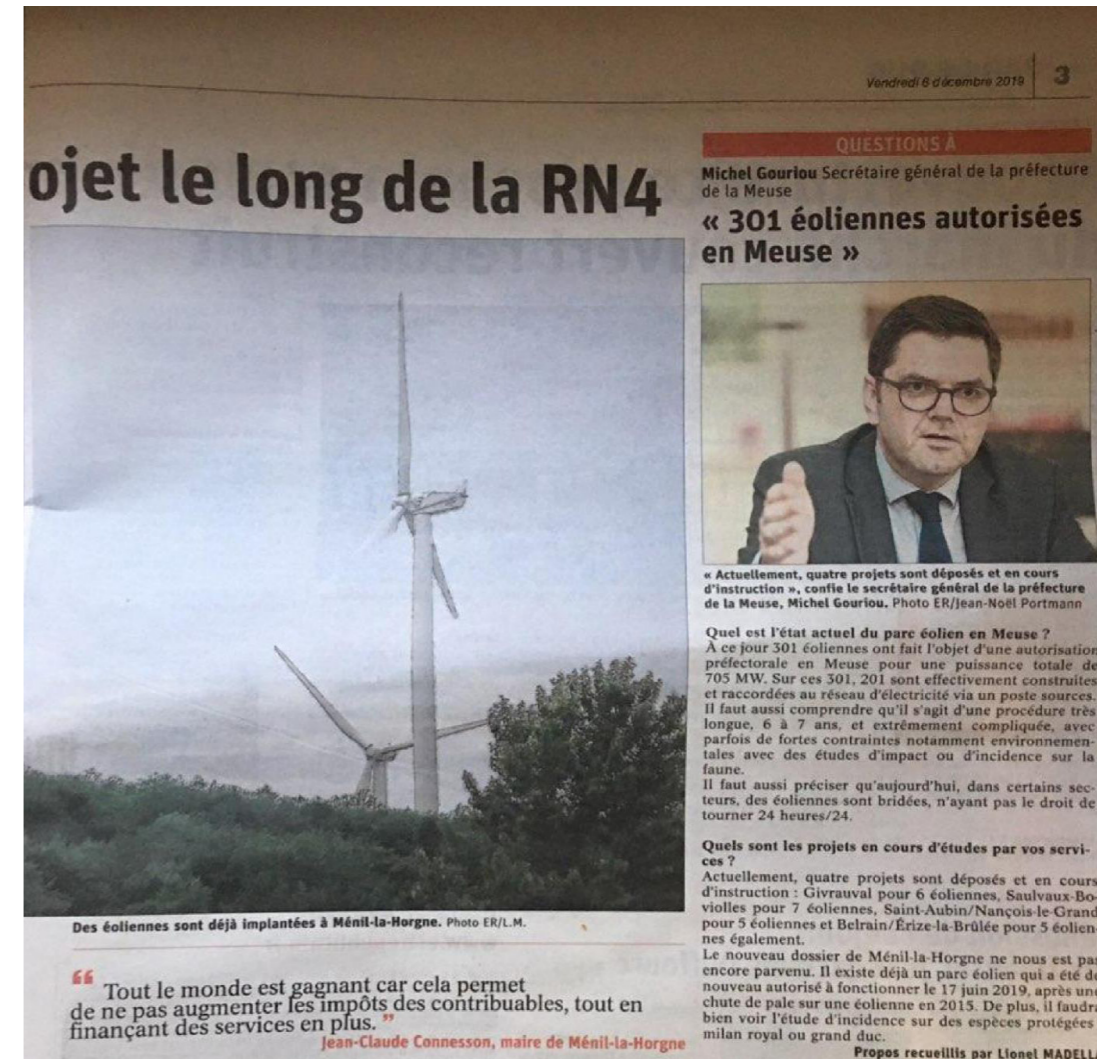 Vendredi 6 décembre 2019 3
ojet le long de la RN4
Des éoliennes sont déjà implantées à Ménil-la-Horgne. Photo ER/L.M.
“ Tout le monde est gagnant car cela permet
de ne pas augmenter les impôts des contribuables, tout en
financant des services en plus. ”
Jean-Claude Connesson, maire de Ménil-la-Horgne
QUESTIONS À
Michel Gouriou Secrétaire général de la préfecture
de la Meuse
« 301 éoliennes autorisées
en Meuse »
« Actuellement, quatre projets sont déposés et en cours
d'instruction », confie le secrétaire général de la préfecture
de la Meuse, Michel Gouriou. Photo ER/Jean-Noël Portmann
Quel est l'état actuel du parc éolien en Meuse ?
À ce jour 301 éoliennes ont fait l'objet d'une autorisation
préfectorale en Meuse pour une puissance totale de
705 MW. Sur ces 301, 201 sont effectivement construites
et raccordées au réseau d'électricité via un poste sources.
Il faut aussi comprendre qu'il s'agit d'une procédure très
longue, 6 à 7 ans, et extrêmement compliquée, avec
parfois de fortes contraintes notamment environnemen-
tales avec des études d'impact ou d'incidence sur la
faune.
Il faut aussi préciser qu'aujourd'hui, dans certains sec-
teurs, des éoliennes sont bridées, n'ayant pas le droit de
tourner 24 heures/24.
Quels sont les projets en cours d'études par vos servi-
ces ?
Actuellement, quatre projets sont déposés et en cours
d'instruction : Givrauval pour 6 éoliennes, Saulvaux-Bo-
violles pour 7 éoliennes, Saint-Aubin/Nançois-le-Grand
pour 5 éoliennes et Belrain/Érize-la-Brûlée pour 5 éolien-
nes également.
Le nouveau dossier de Ménil-la-Horgne ne nous est pas
encore parvenu. Il existe déjà un parc éolien qui a été de
nouveau autorisé à fonctionner le 17 juin 2019, après une
chute de pale sur une éolienne en 2015. De plus, il faudra
bien voir l'étude d'incidence sur des espèces protégées
milan royal ou grand duc.
Propos recueillis par Lionel MADELL